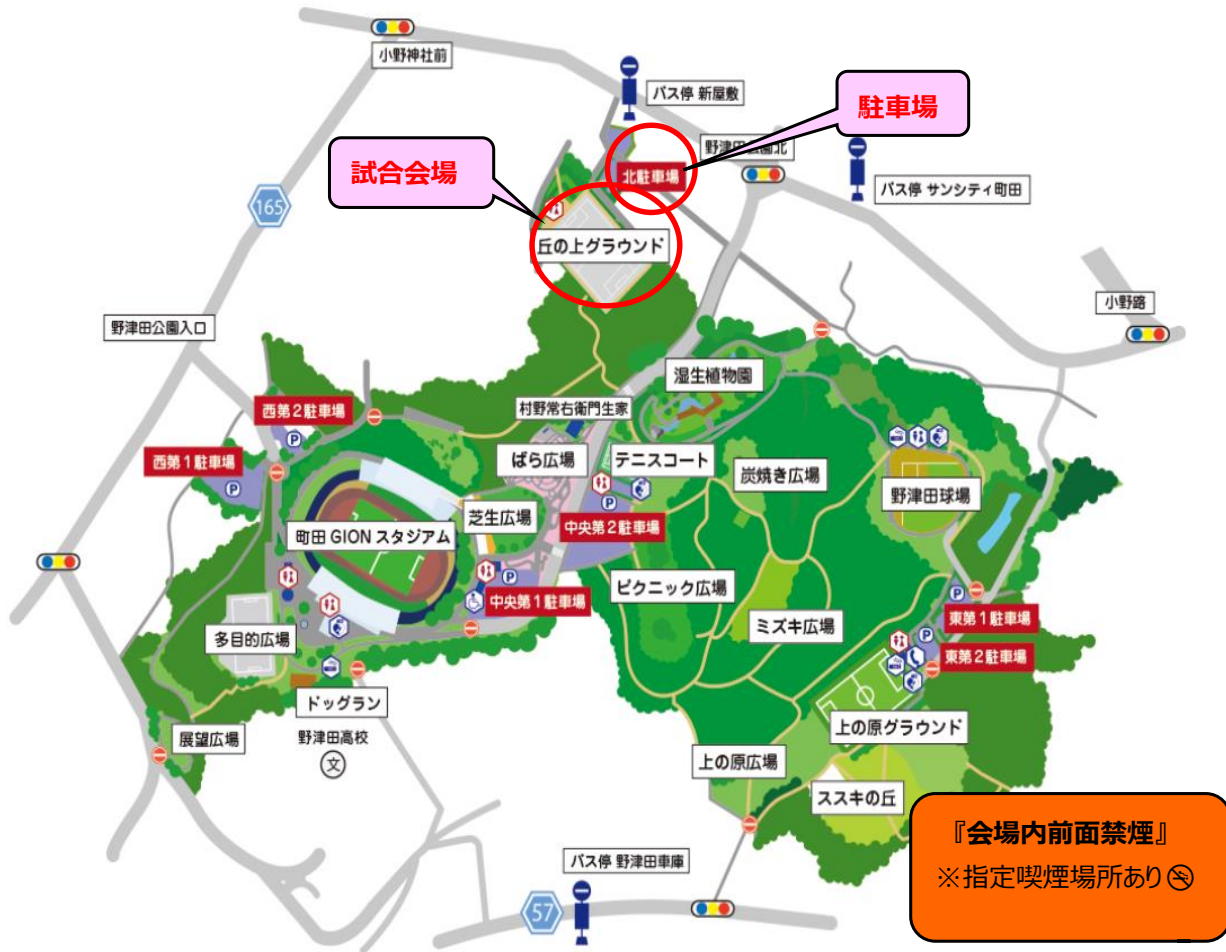 小野神社前
バス停 新屋敷
駐車場
野津田公園北
試合会場
北駐車場
バス停 サンシティ町田
165
丘の上グラウンド
小野路
野津田公園入口
湿生植物園
西第2駐車場
村野常右衛門生家
西第1駐車場
ばら広場
テニスコート
炭焼き広場
野津田球場
P
P
P
芝生広場
中央第2駐車場
町田 GION スタジアム
P
ピクニック広場
中央第1駐車場
P
東第1駐車場
ミズキ広場
多目的広場
P
東第2駐車場
ドッグラン
上の原グラウンド
展望広場
野津田高校
文
上の原広場
ススキの丘
『会場内前面禁煙』
※指定喫煙場所あり
バス停 野津田車庫
57